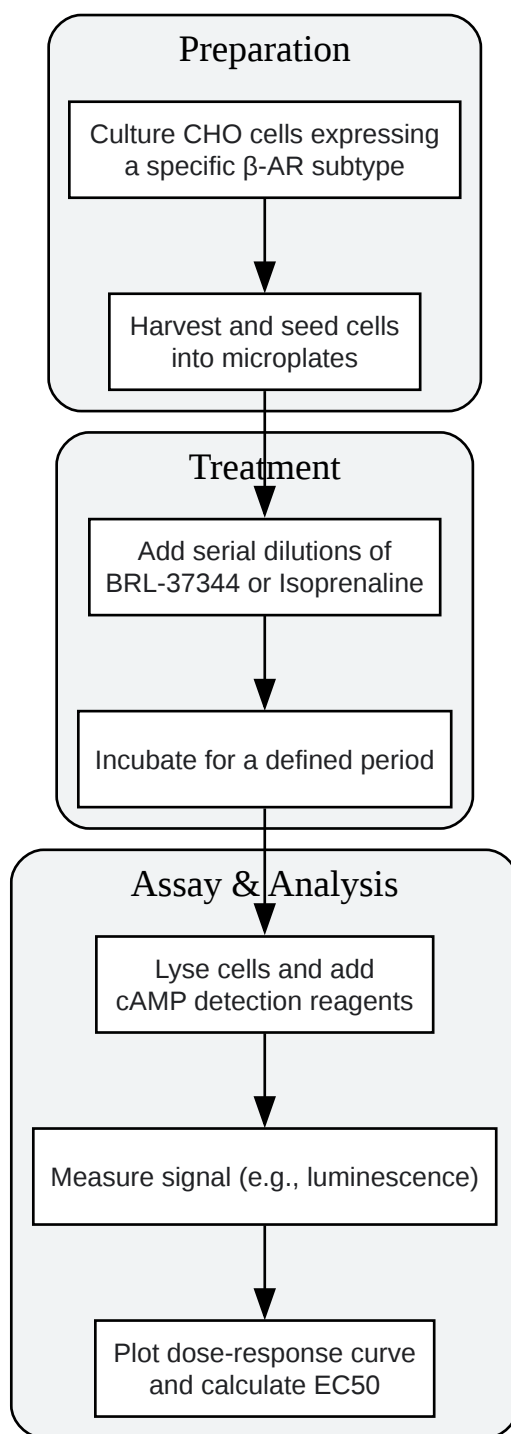 Preparation
Culture CHO cells expressing
a specific β-AR subtype
Harvest and seed cells
into microplates
Treatment
Add serial dilutions of
BRL-37344 or Isoprenaline
Incubate for a defined period
Assay & Analysis
Lyse cells and add
cAMP detection reagents
Measure signal (e.g., luminescence)
Plot dose-response curve
and calculate EC50